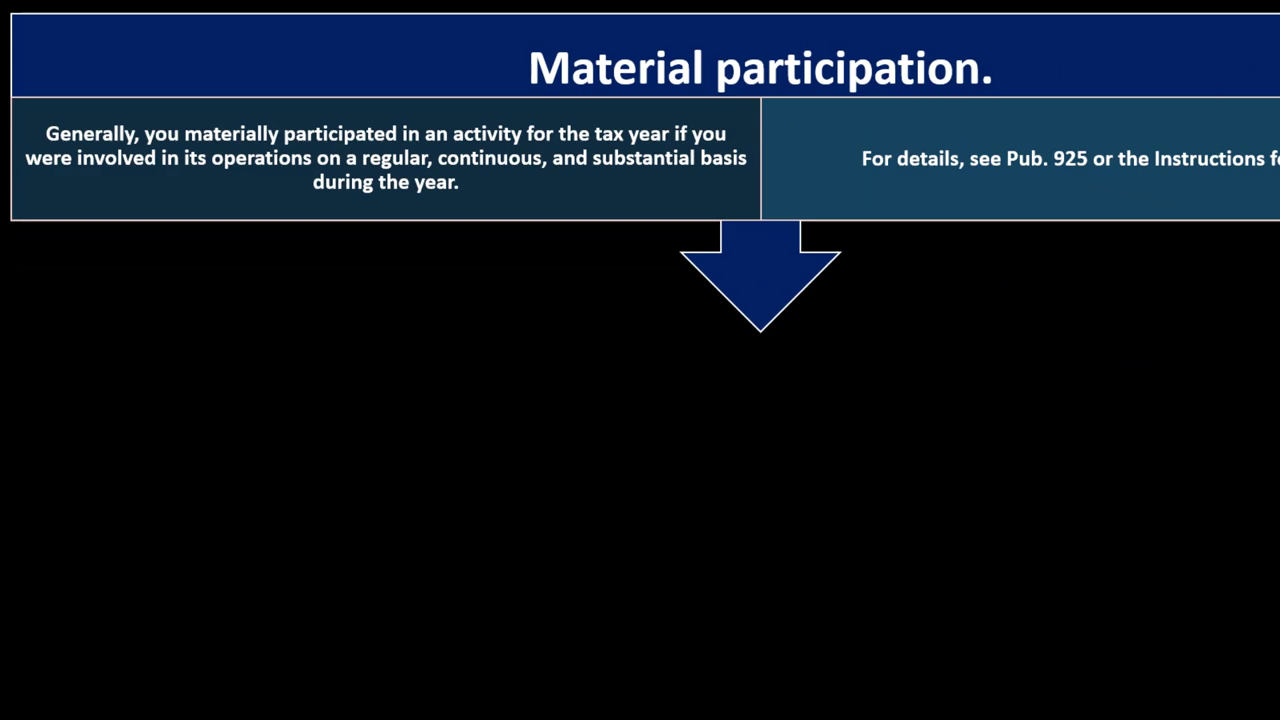 Material participation.
Generally, you materially participated in an activity for the tax year if you
were involved in its operations on a regular, continuous, and substantial basis
during the year.
For details, see Pub. 925 or the Instructions